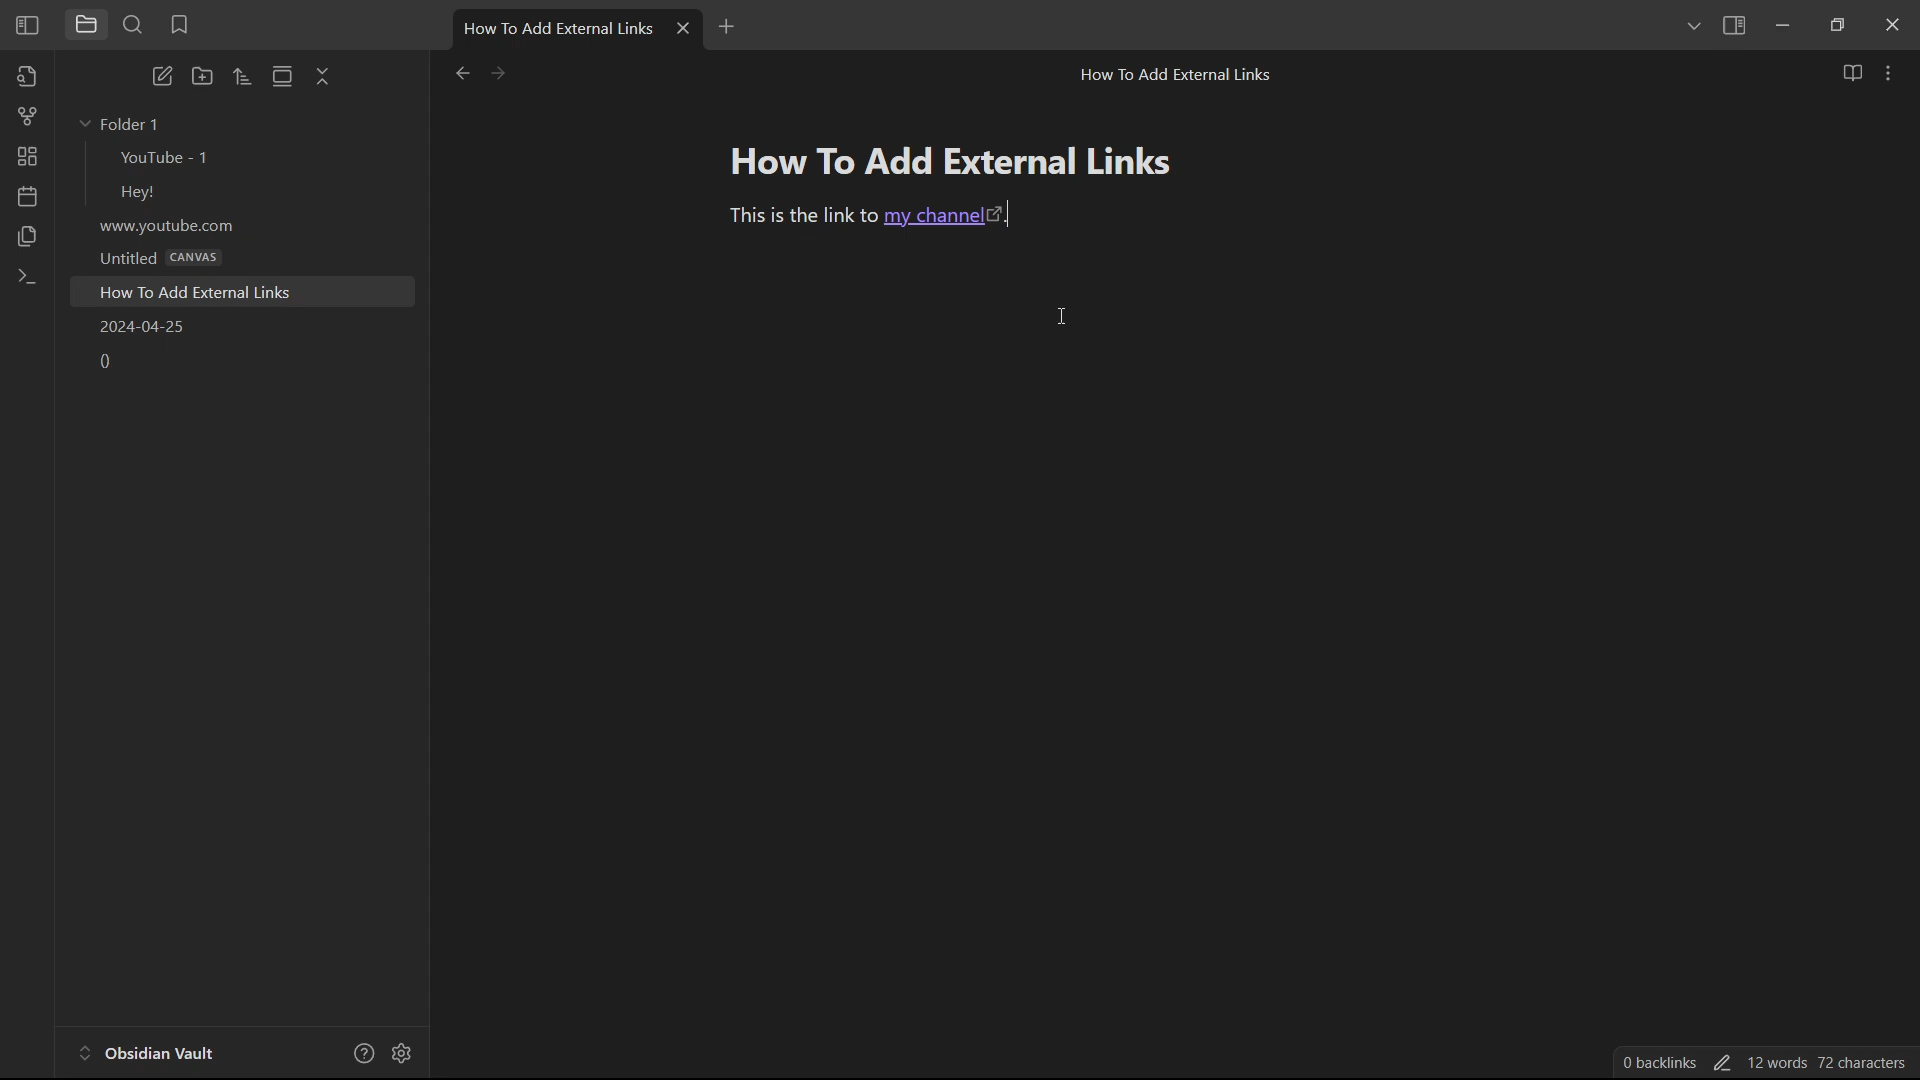 How To Add External Links
How To Add External Links
Folder 1
YouTube - 1
Hey!
www.youtube.com
Untitled CANVAS
How To Add External Links
2024-04-25
()
How To Add External Links
This is the link to my channel.
Obsidian Vault
0 backlinks 12 words 72 characters